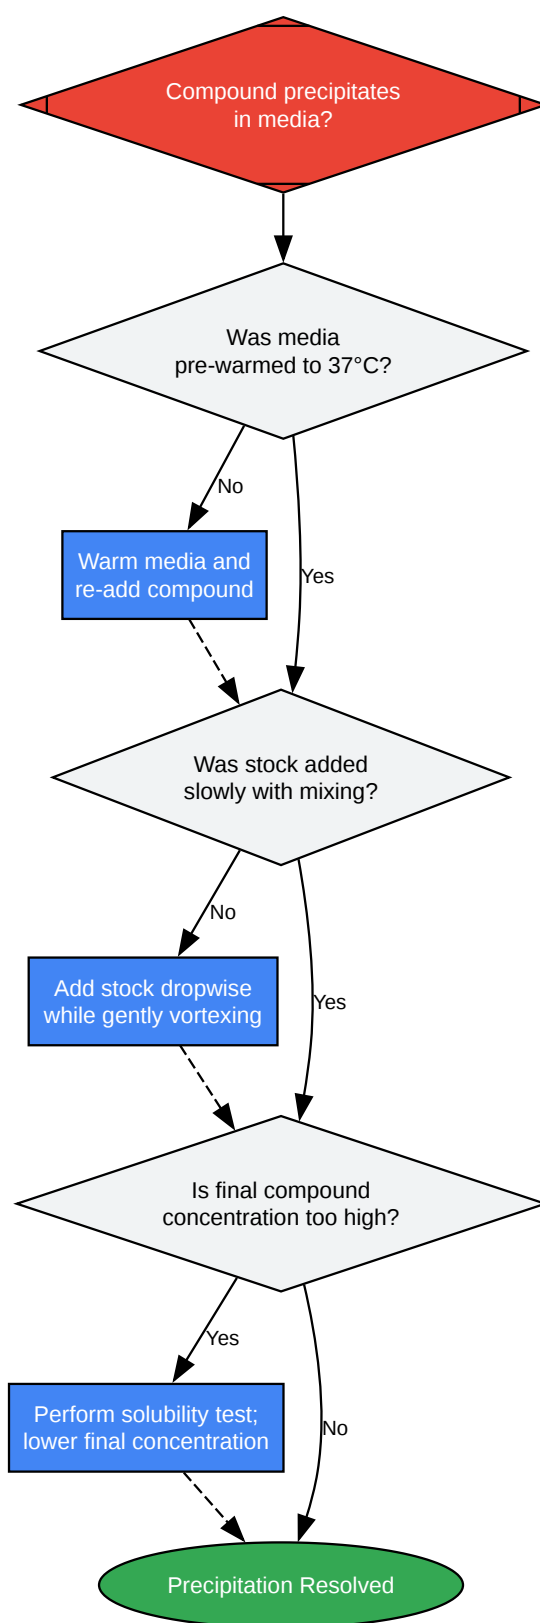 Compound precipitates
in media?
Was media
pre-warmed to 37°C?
No
Warm media and
re-add compound
Yes
Was stock added
slowly with mixing?
No
Add stock dropwise
while gently vortexing
Yes
Is final compound
concentration too high?
Yes
Perform solubility test;
lower final concentration
No
Precipitation Resolved